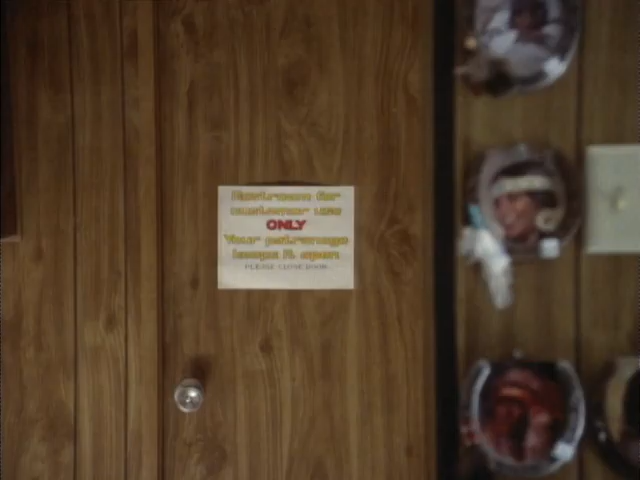 Restroom for
customer use
ONLY
Your patronage
keeps it open
PLEASE CLOSE DOOR